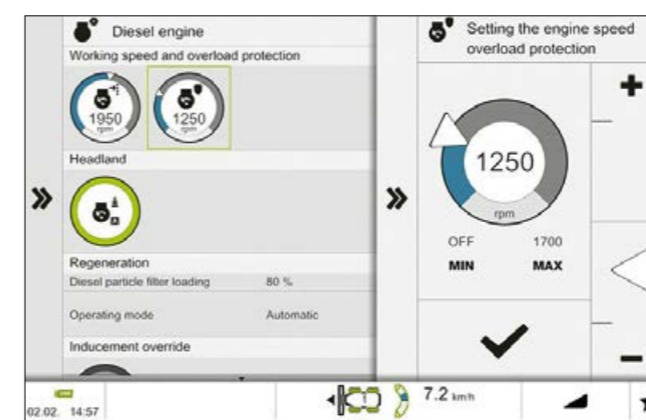 Diesel engine
Working speed and overload protection
1950
rpm
1250
rpm
Headland
Regeneration
Diesel particle filter loading 80 %
Operating mode Automatic
Inducement override
Setting the engine speed
overload protection
1250
rpm
OFF 1700
MIN MAX
02.02. 14:57
1
7.2 km/h